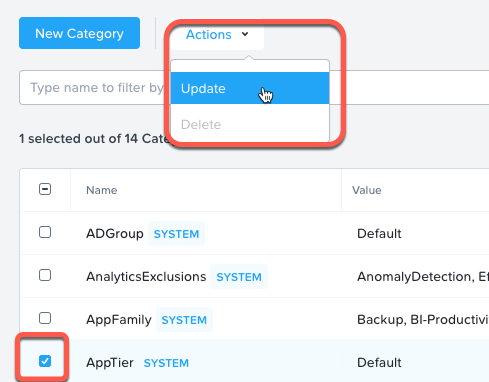 New Category Actions
Update
Type name to filter by
Delete
1 selected out of 14 Cate
Name Value
ADGroup SYSTEM Default
AnalyticsExclusions SYSTEM AnomalyDetection, E
AppFamily SYSTEM Backup, BI-Productivi
AppTier SYSTEM Default